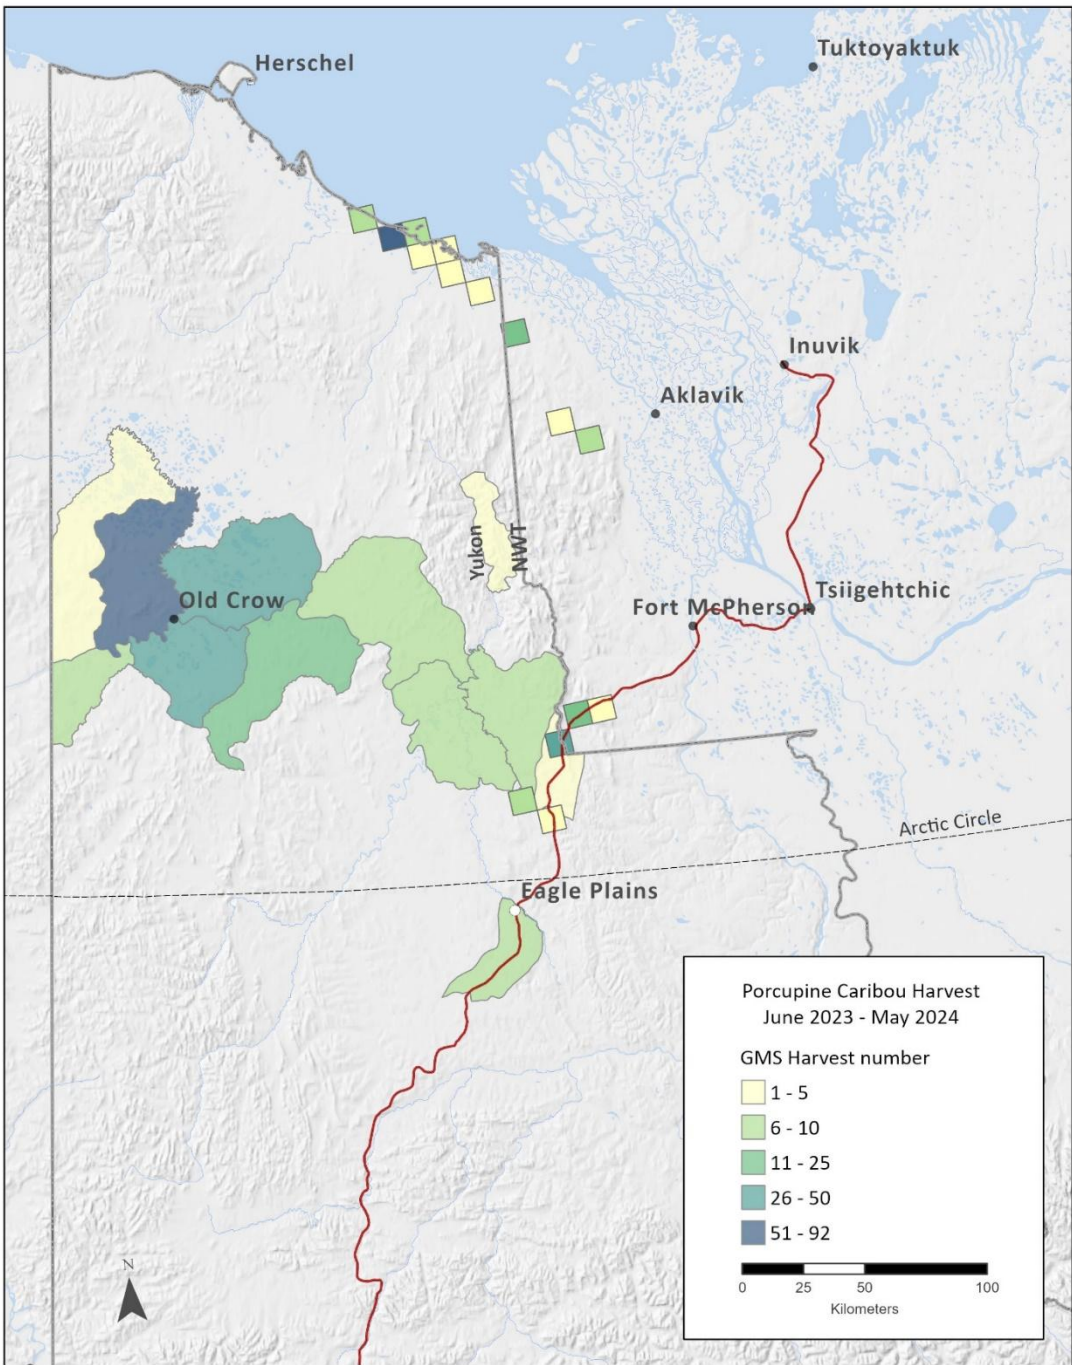 Herschel
Tuktoyaktuk
Inuvik
Aklavik
Yukon
NWT
Old Crow
Tsiigehtchic
Fort McPherson
Arctic Circle
Eagle Plains
Porcupine Caribou Harvest
June 2023 - May 2024
GMS Harvest number
1 - 5
6 - 10
11 - 25
26 - 50
51 - 92
0 25 50 100
Kilometers
N